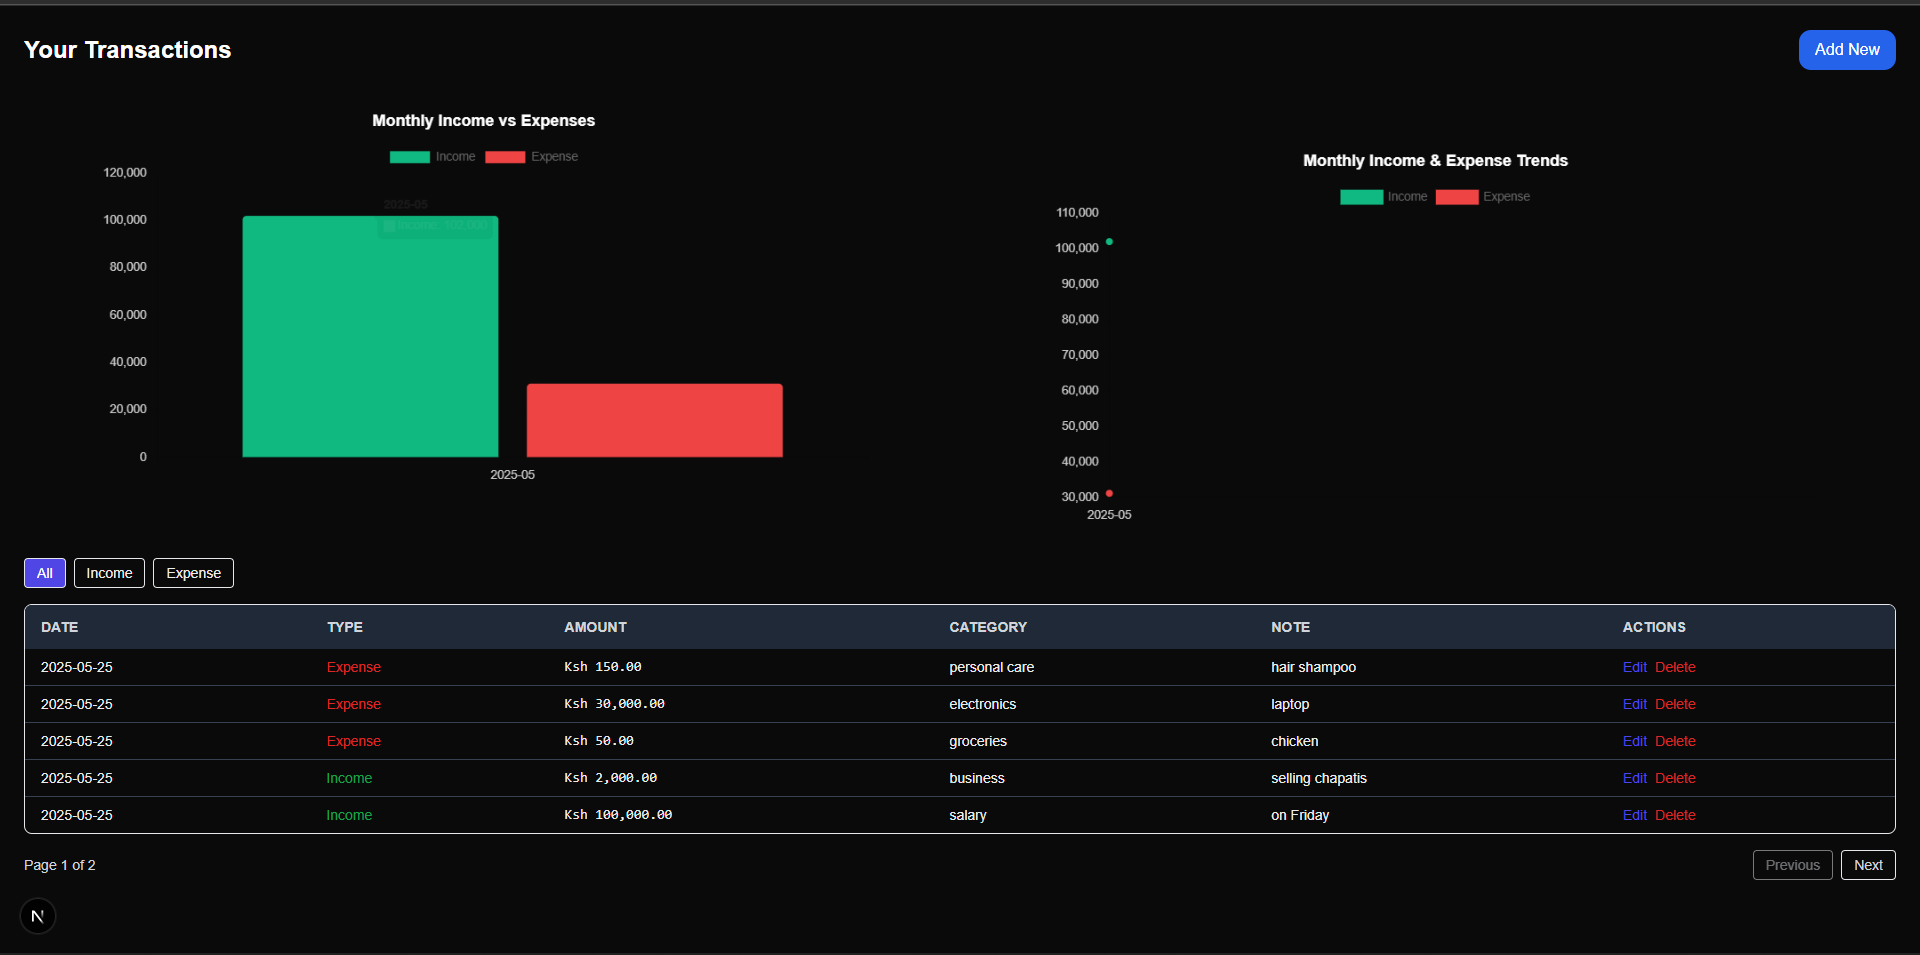 Your Transactions
Add New
Monthly Income vs Expenses
Income Expense
120,000
100,000
80,000
60,000
40,000
20,000
0
2025-05
2025-05
Income: 102,000
Monthly Income & Expense Trends
Income Expense
110,000
100,000
90,000
80,000
70,000
60,000
50,000
40,000
30,000
2025-05
All Income Expense
DATE TYPE AMOUNT CATEGORY NOTE ACTIONS
2025-05-25 Expense Ksh 150.00 personal care hair shampoo Edit Delete
2025-05-25 Expense Ksh 30,000.00 electronics laptop Edit Delete
2025-05-25 Expense Ksh 50.00 groceries chicken Edit Delete
2025-05-25 Income Ksh 2,000.00 business selling chapatis Edit Delete
2025-05-25 Income Ksh 100,000.00 salary on Friday Edit Delete
Page 1 of 2
Previous Next
N